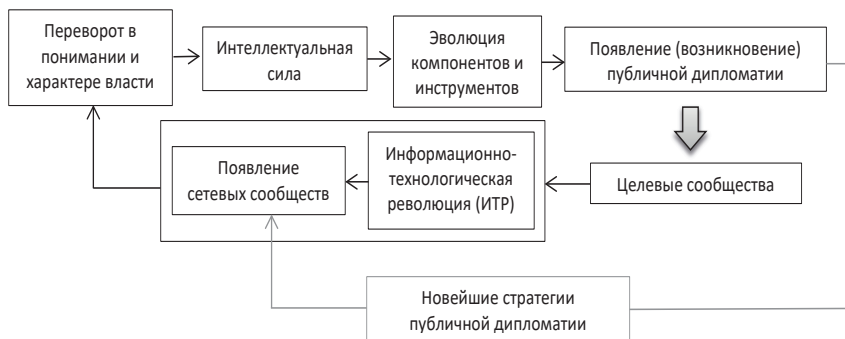 Переворот в
понимании и
характере власти
Интеллектуальная
сила
Эволюция
компонентов и
инструментов
Появление (возникновение)
публичной дипломатии
Появление
сетевых сообществ
Информационно-
технологическая
революция (ИТР)
Целевые сообщества
Новейшие стратегии
публичной дипломатии